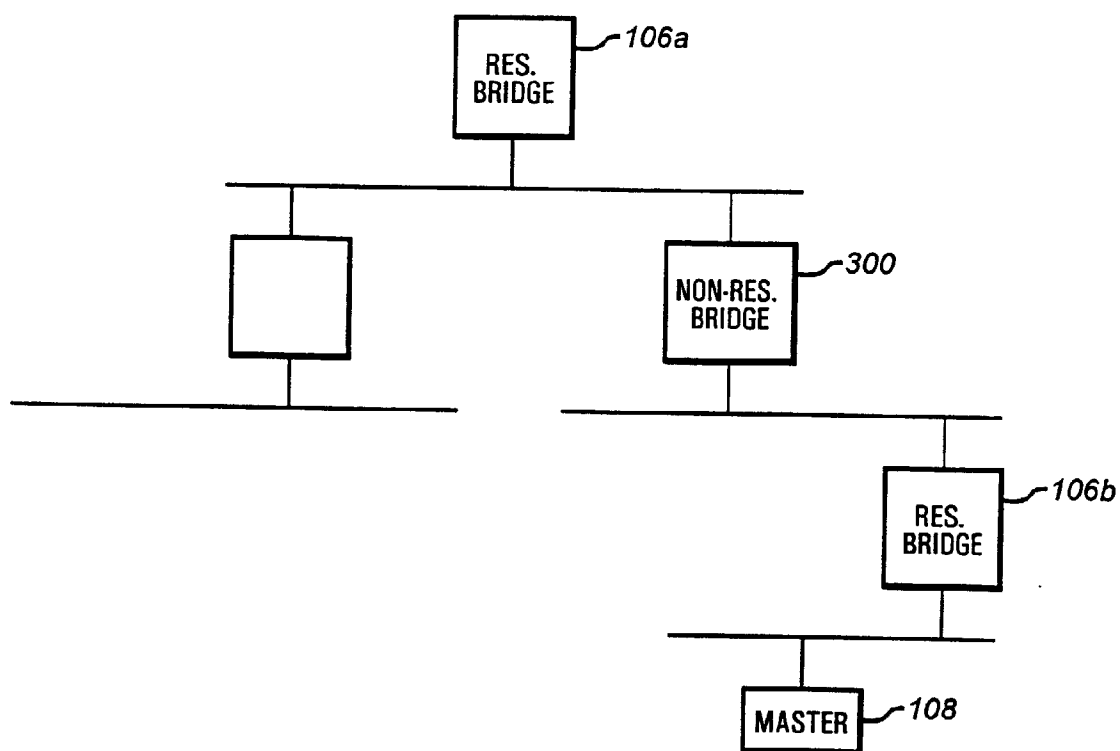 106a
RES.
BRIDGE
300
NON-RES.
BRIDGE
106b
RES.
BRIDGE
108
MASTER